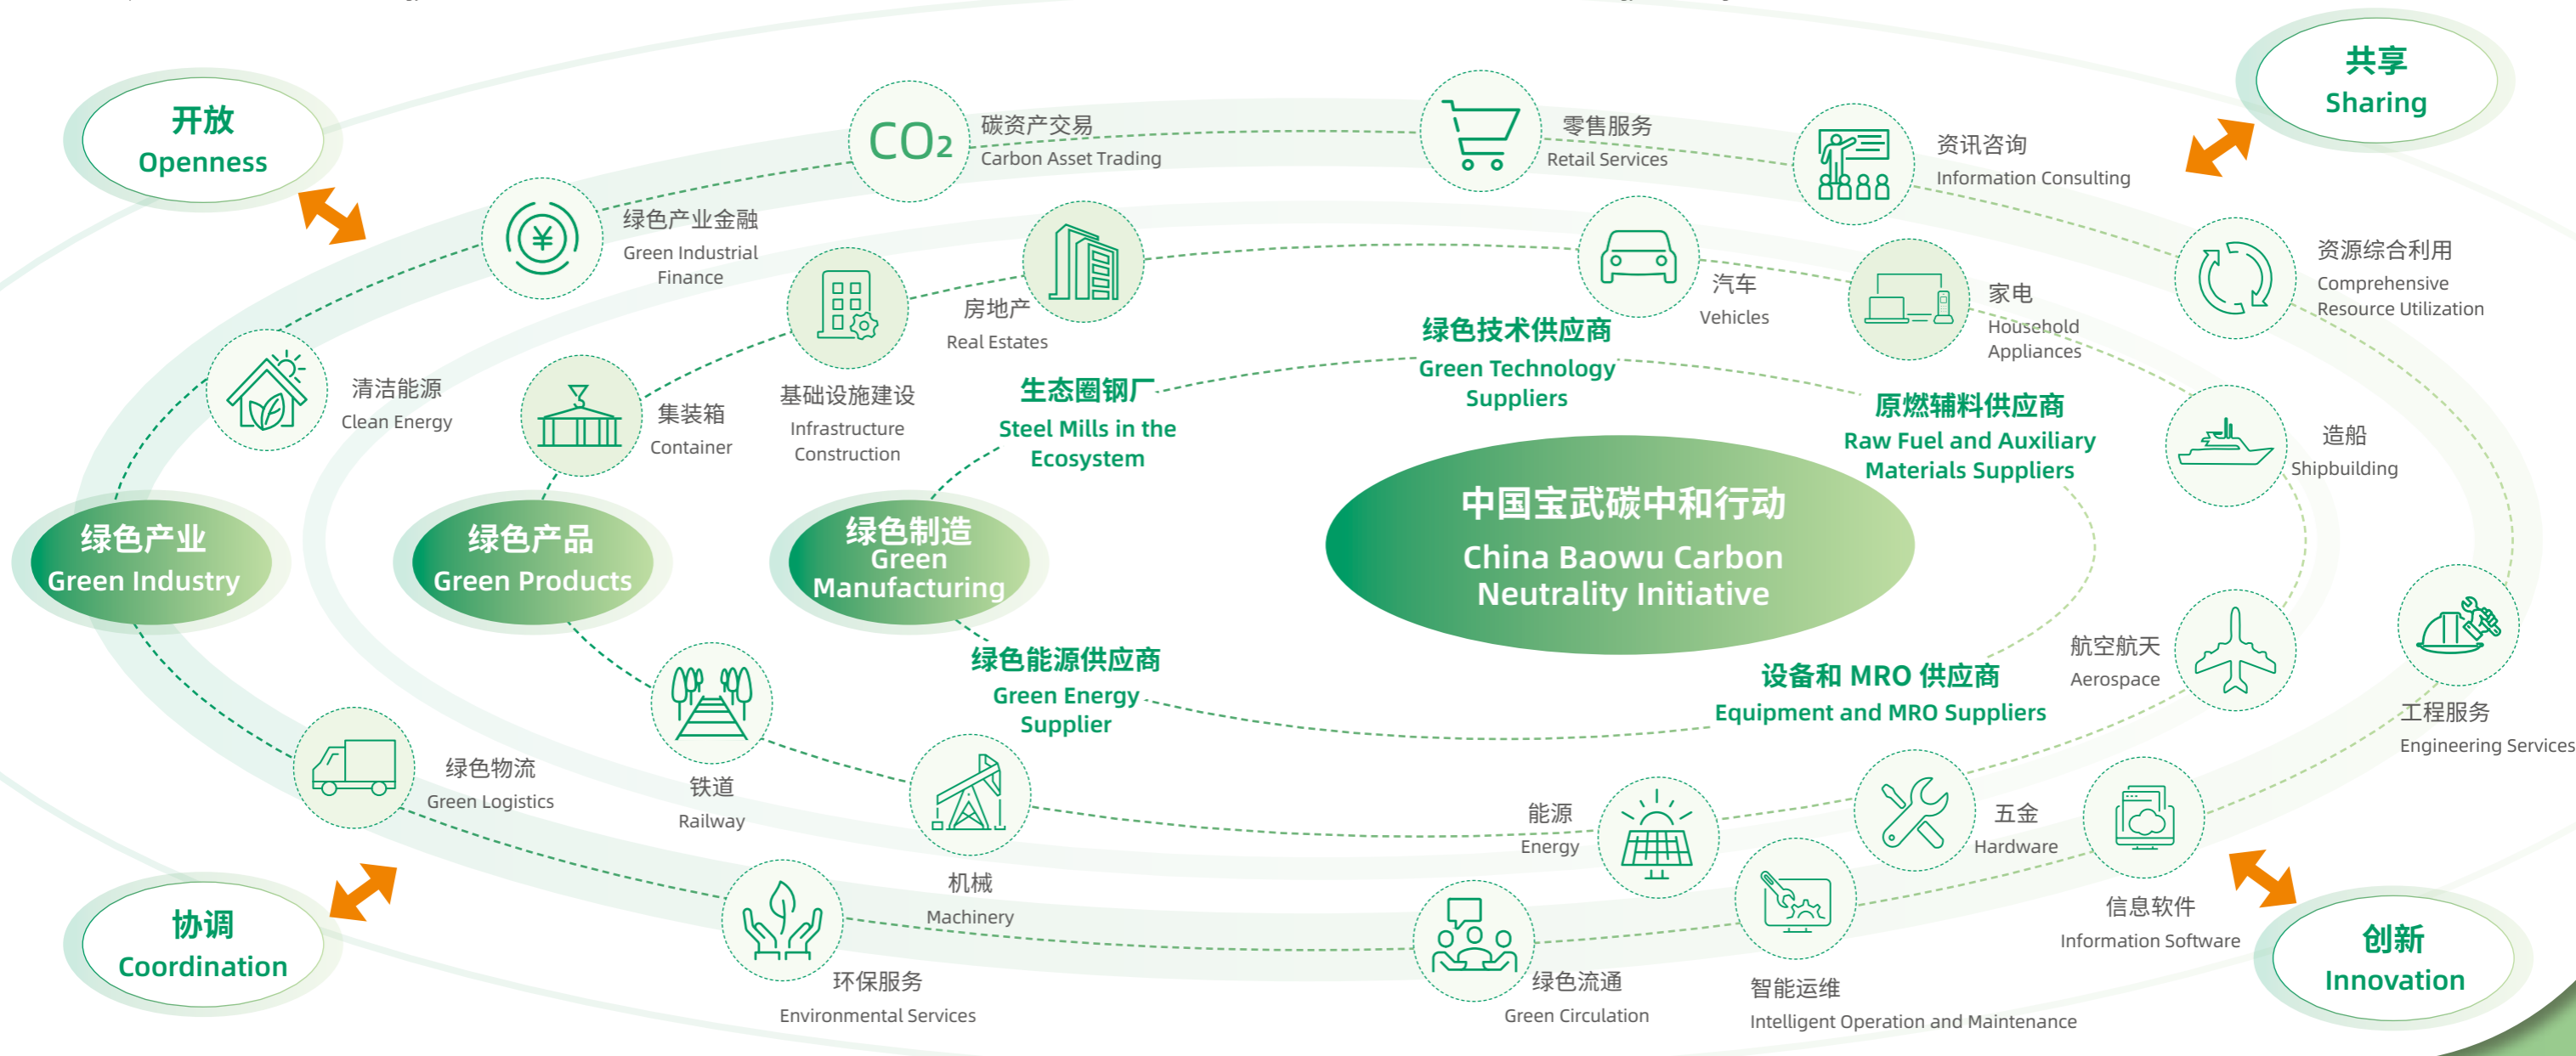 共享
Sharing
开放
Openness
CO₂
碳资产交易
Carbon Asset Trading
零售服务
Retail Services
资讯咨询
Information Consulting
绿色产业金融
Green Industrial
Finance
资源综合利用
Comprehensive
Resource Utilization
房地产
Real Estates
汽车
Vehicles
家电
Household
Appliances
清洁能源
Clean Energy
集装箱
Container
基础设施建设
Infrastructure
Construction
生态圈钢厂
Steel Mills in the
Ecosystem
绿色技术供应商
Green Technology
Suppliers
原燃辅料供应商
Raw Fuel and Auxiliary
Materials Suppliers
造船
Shipbuilding
绿色产业
Green Industry
绿色产品
Green Products
绿色制造
Green
Manufacturing
中国宝武碳中和行动
China Baowu Carbon
Neutrality Initiative
绿色能源供应商
Green Energy
Supplier
设备和 MRO 供应商
Equipment and MRO Suppliers
航空航天
Aerospace
工程服务
Engineering Services
绿色物流
Green Logistics
铁道
Railway
机械
Machinery
能源
Energy
五金
Hardware
信息软件
Information Software
协调
Coordination
环保服务
Environmental Services
绿色流通
Green Circulation
智能运维
Intelligent Operation and Maintenance
创新
Innovation